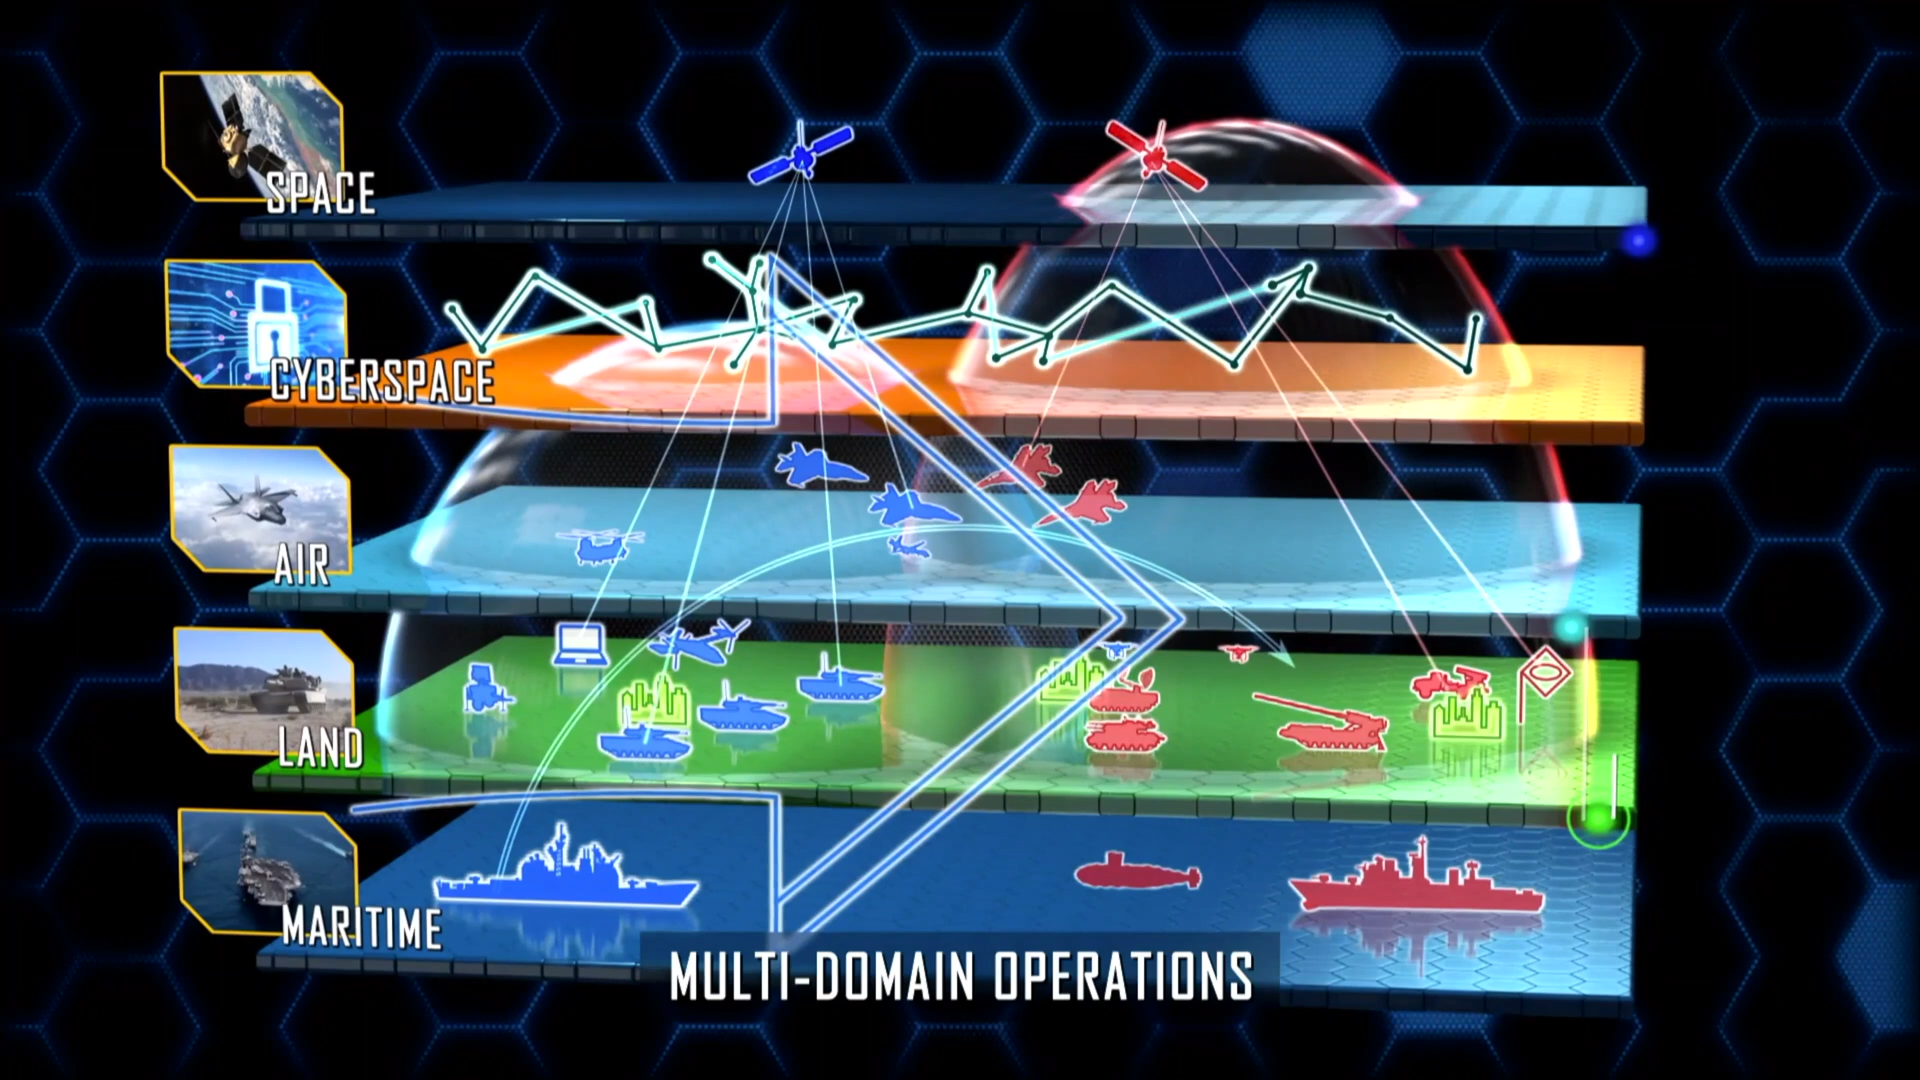 SPACE
CYBERSPACE
AIR
LAND
MARITIME
MULTI-DOMAIN OPERATIONS